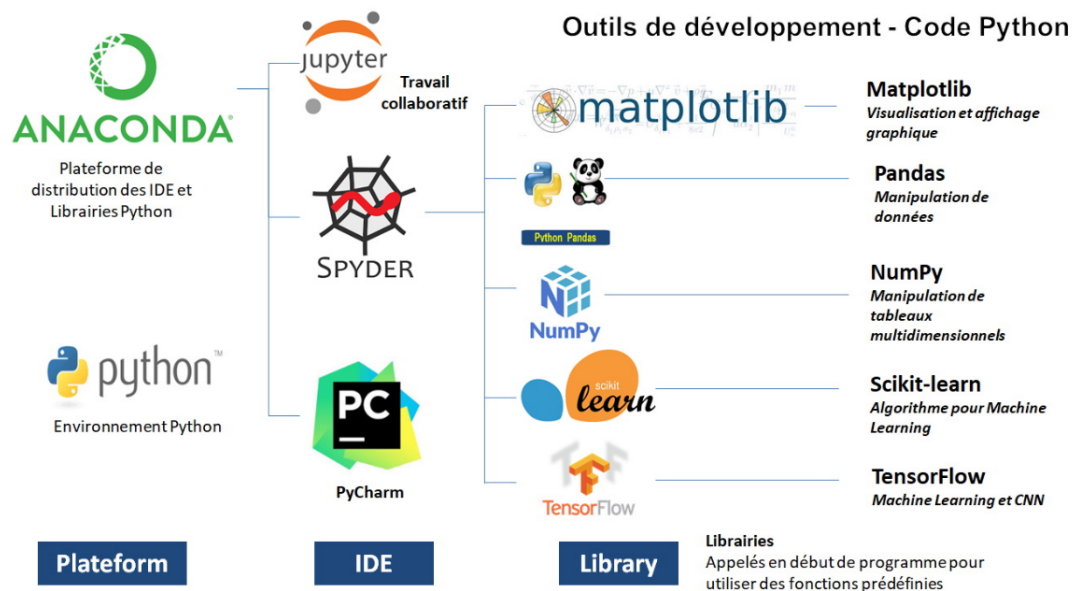 Outils de développement - Code Python
ANACONDA
Plateforme de
distribution des IDE et
Librairies Python
python™
Environnement Python
Plateform
jupyter
Travail
collaboratif
SPYDER
PC
PyCharm
IDE
matplotlib
Python Pandas
NumPy
scikit
learn
TensorFlow
Library
Matplotlib
Visualisation et affichage
graphique
Pandas
Manipulation de
données
NumPy
Manipulation de
tableaux
multidimensionnels
Scikit-learn
Algorithme pour Machine
Learning
TensorFlow
Machine Learning et CNN
Librairies
Appelés en début de programme pour
utiliser des fonctions prédéfinies